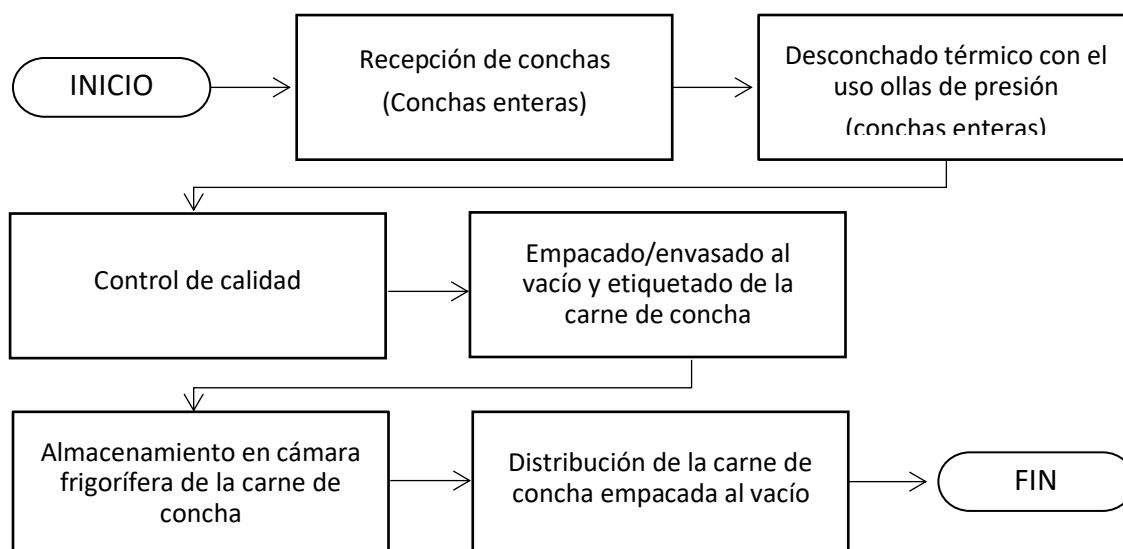 INICIO
Recepción de conchas
(Conchas enteras)
Desconchado térmico con el
uso ollas de presión
(conchas enteras)
Control de calidad
Empacado/envasado al
vacío y etiquetado de la
carne de concha
Almacenamiento en cámara
frigorífera de la carne de
concha
Distribución de la carne de
concha empacada al vacío
FIN